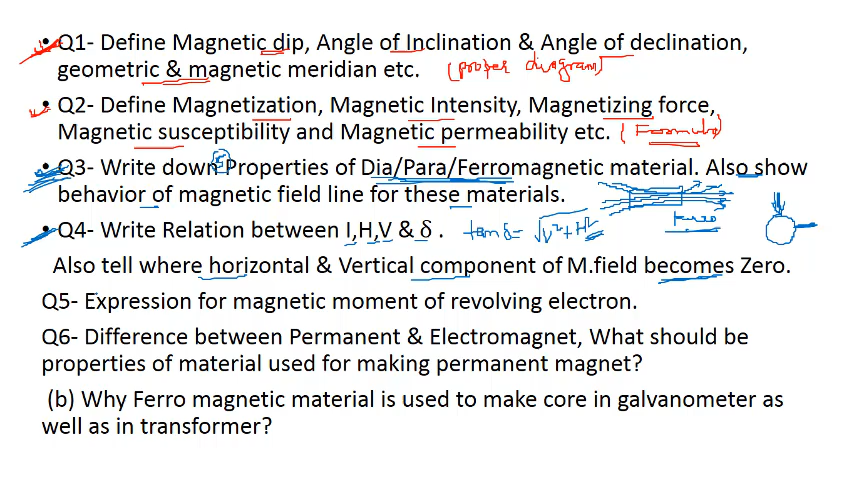 • Q1- Define Magnetic dip, Angle of Inclination & Angle of declination,
geometric & magnetic meridian etc. (proper diagram)
• Q2- Define Magnetization, Magnetic Intensity, Magnetizing force,
Magnetic susceptibility and Magnetic permeability etc. (Formula)
• Q3- Write down 5 Properties of Dia/Para/Ferromagnetic material. Also show
behavior of magnetic field line for these materials. Ferro
• Q4- Write Relation between I,H,V & δ . tanδ= √V²+H²
Also tell where horizontal & Vertical component of M.field becomes Zero.
Q5- Expression for magnetic moment of revolving electron.
Q6- Difference between Permanent & Electromagnet, What should be
properties of material used for making permanent magnet?
(b) Why Ferro magnetic material is used to make core in galvanometer as
well as in transformer?